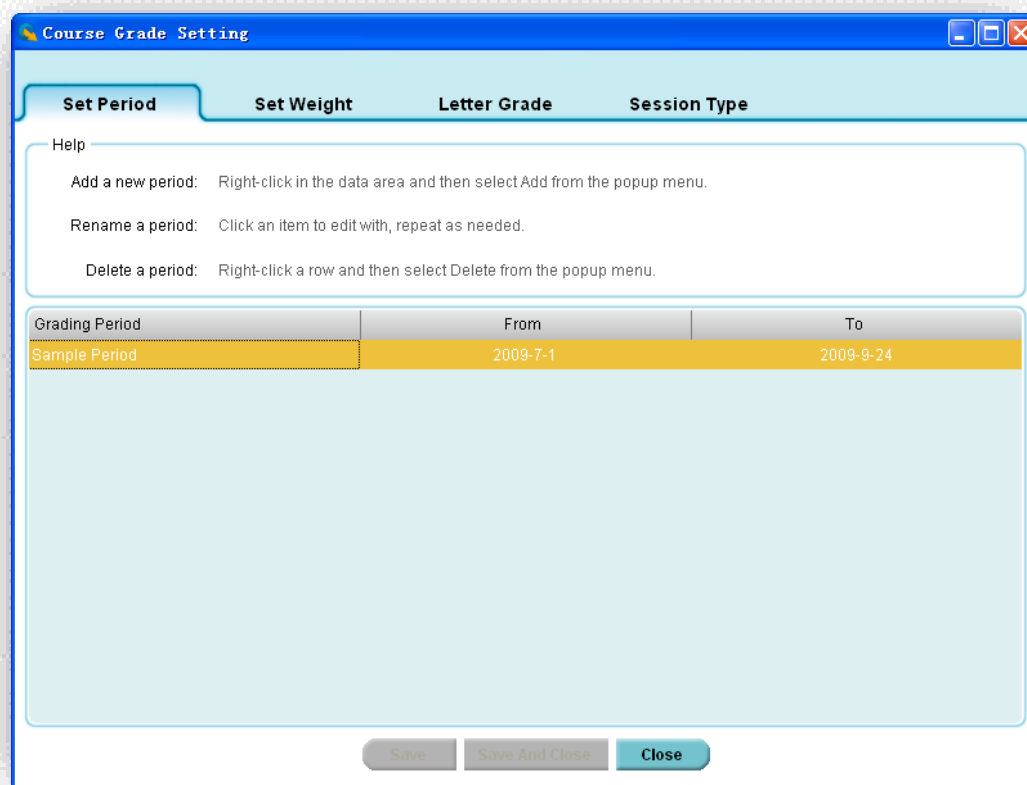 Course Grade Setting
Set Period Set Weight Letter Grade Session Type
Help
Add a new period: Right-click in the data area and then select Add from the popup menu.
Rename a period: Click an item to edit with, repeat as needed.
Delete a period: Right-click a row and then select Delete from the popup menu.
Grading Period From To
Sample Period 2009-7-1 2009-9-24
Save Save And Close Close